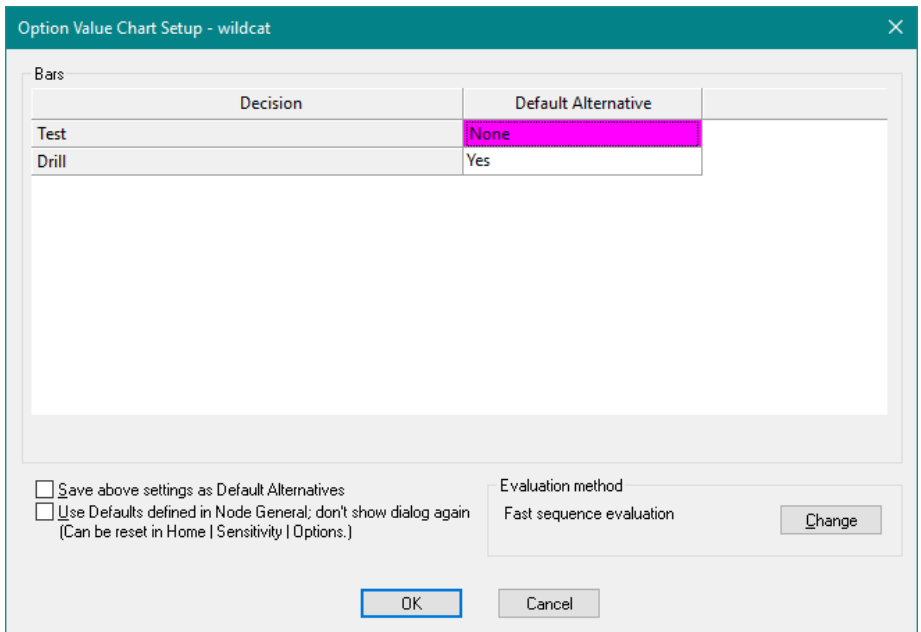 Option Value Chart Setup - wildcat
Bars
Decision Default Alternative
Test None
Drill Yes
Save above settings as Default Alternatives
Use Defaults defined in Node General; don't show dialog again
(Can be reset in Home | Sensitivity | Options.)
Evaluation method
Fast sequence evaluation Change
OK Cancel